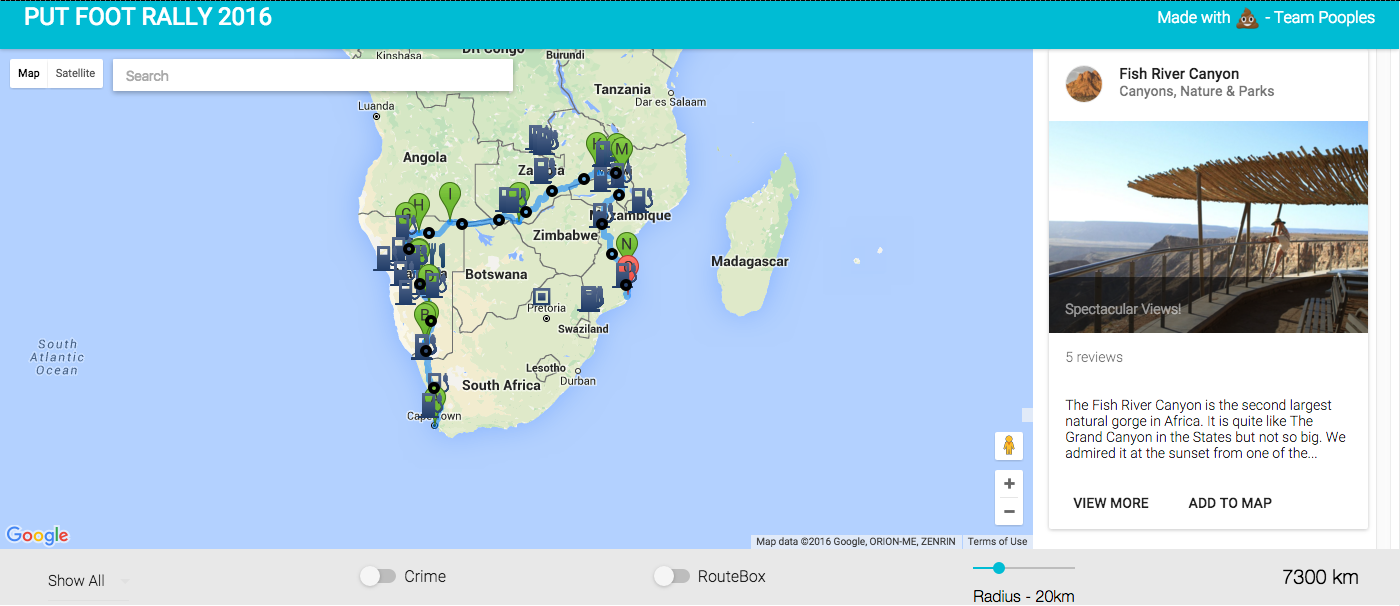 PUT FOOT RALLY 2016
Made with 💩 - Team Pooples
Map
Satellite
Search
Kinshasa
DR Congo
Burundi
Tanzania
Dar es Salaam
Luanda
Angola
K
M
I
H
G
Mozambique
Zimbabwe
N
Madagascar
Botswana
D
B
Pretoria
Swaziland
South
Atlantic
Ocean
Lesotho
Durban
South Africa
Google
Map data ©2016 Google, ORION-ME, ZENRIN
Terms of Use
Fish River Canyon
Canyons, Nature & Parks
Spectacular Views!
5 reviews
The Fish River Canyon is the second largest
natural gorge in Africa. It is quite like The
Grand Canyon in the States but not so big. We
admired it at the sunset from one of the...
VIEW MORE
ADD TO MAP
Show All
Crime
RouteBox
Radius - 20km
7300 km